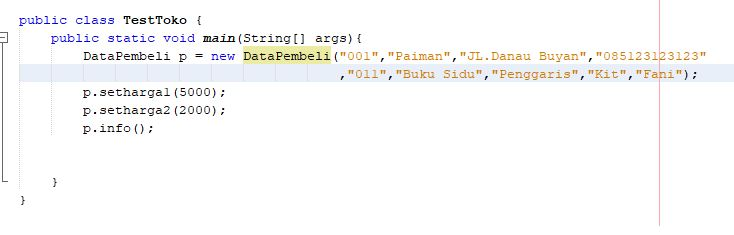 public class TestToko {
public static void main(String[] args){
DataPembeli p = new DataPembeli("001","Paiman","JL.Danau Buyan","085123123123"
,"011","Buku Sidu","Penggaris","Kit","Fani");
p.setharga1(5000);
p.setharga2(2000);
p.info();
}
}